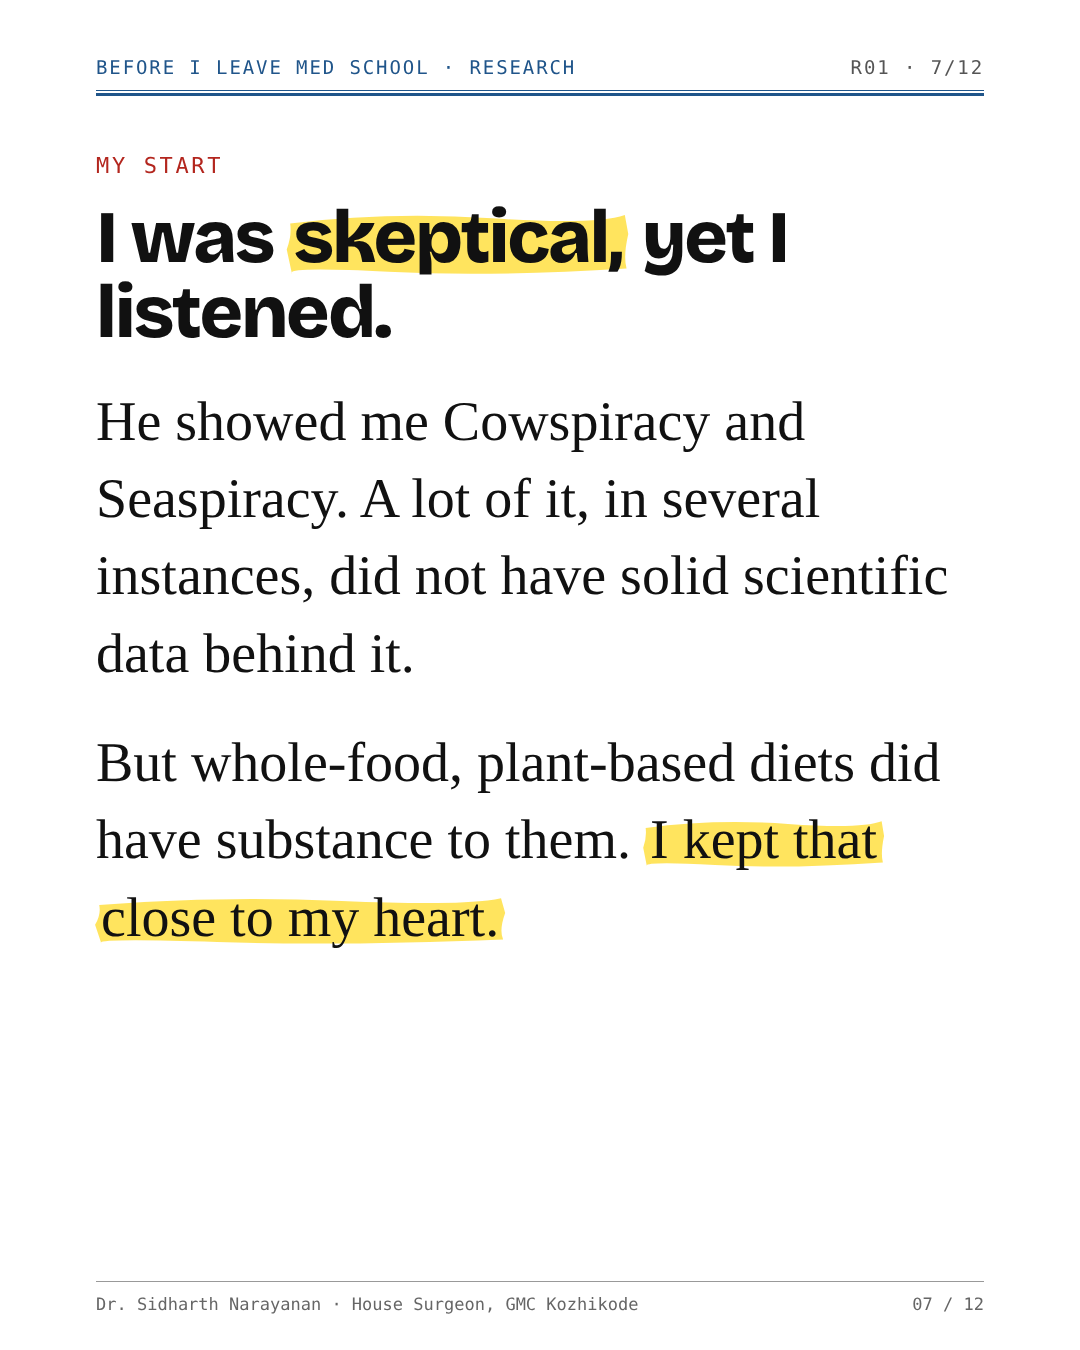 BEFORE I LEAVE MED SCHOOL · RESEARCH
R01 · 7/12
MY START
I was skeptical, yet I
listened.
He showed me Cowspiracy and
Seaspiracy. A lot of it, in several
instances, did not have solid scientific
data behind it.
But whole-food, plant-based diets did
have substance to them. I kept that
close to my heart.
Dr. Sidharth Narayanan · House Surgeon, GMC Kozhikode
07 / 12